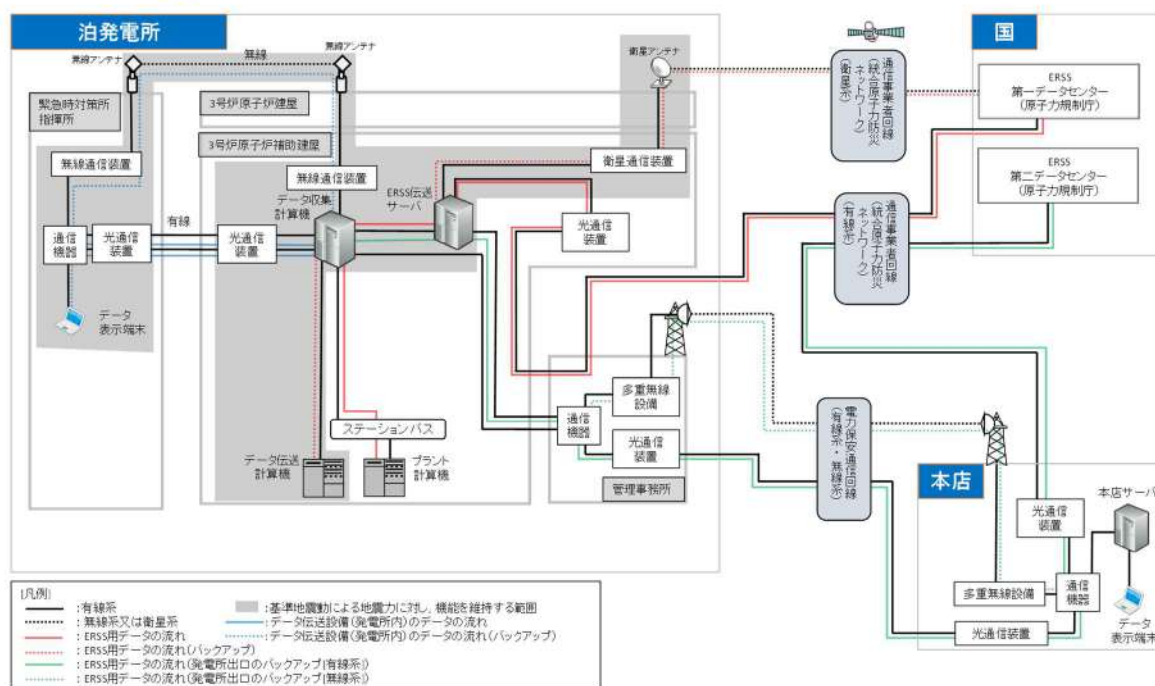 泊発電所
国
無線アンテナ
無線
無線アンテナ
衛星アンテナ
緊急時対策所
指揮所
3号炉原子炉建屋
3号炉原子炉補助建屋
通信事業者回線
(統合原子力防災
ネットワーク)
(衛星系)
ERSS
第一データセンター
(原子力規制庁)
ERSS
第二データセンター
(原子力規制庁)
無線通信装置
無線通信装置
衛星通信装置
データ収集
計算機
ERSS伝送
サーバ
有線
通信
機器
光通信
装置
光通信
装置
光通信
装置
通信事業者回線
(統合原子力防災
ネットワーク)
(有線系)
データ
表示端末
多重無線
設備
通信
機器
光通信
装置
管理事務所
ステーションバス
データ伝送
計算機
プラント
計算機
電力保安通信回線
(有線系・無線系)
本店
光通信
装置
本店サーバ
多重無線設備
通信
機器
光通信装置
データ
表示端末
[凡例]
:有線系
:無線系又は衛星系
:ERSS用データの流れ
:ERSS用データの流れ(バックアップ)
:ERSS用データの流れ(発電所出口のバックアップ[有線系])
:ERSS用データの流れ(発電所出口のバックアップ[無線系])
:基準地震動による地震力に対し,機能を維持する範囲
:データ伝送設備(発電所内)のデータの流れ
:データ伝送設備(発電所内)のデータの流れ(バックアップ)